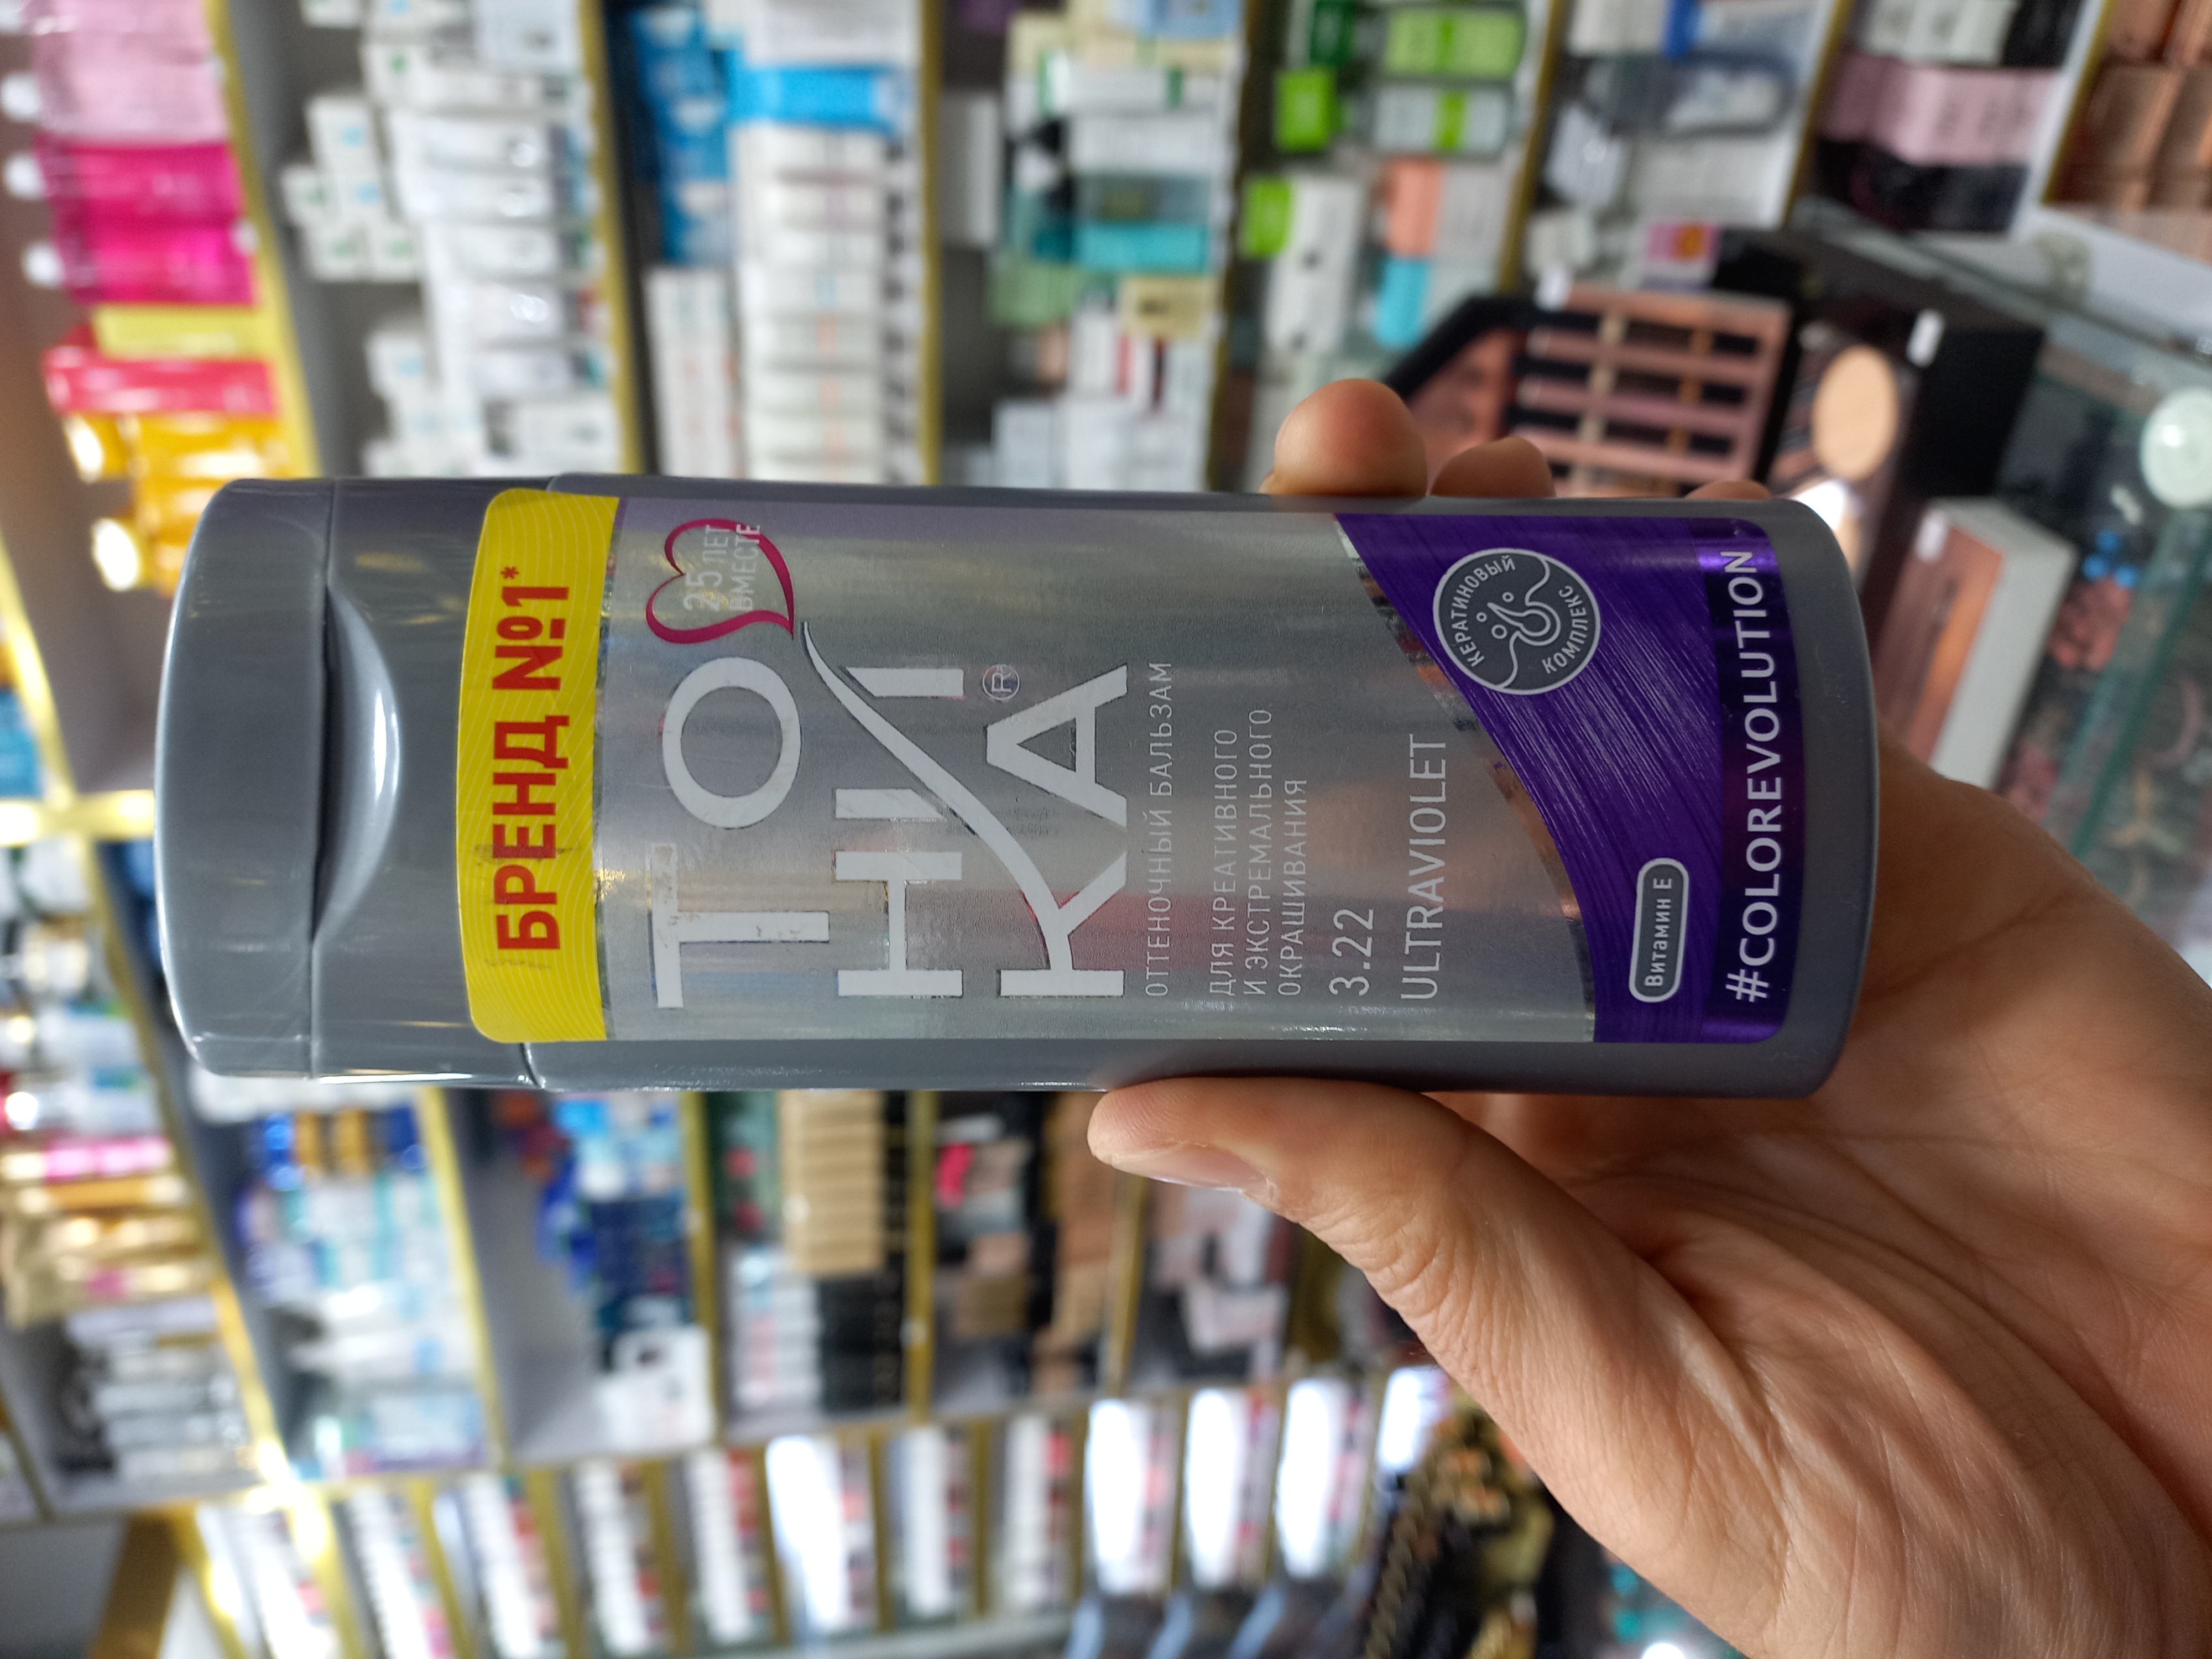 БРЕНД №1*
25 ЛЕТ
ВМЕСТЕ
ТО
НИ
КА®
ОТТЕНОЧНЫЙ БАЛЬЗАМ
ДЛЯ КРЕАТИВНОГО
И ЭКСТРЕМАЛЬНОГО
ОКРАШИВАНИЯ
3.22
ULTRAVIOLET
КЕРАТИНОВЫЙ
КОМПЛЕКС
Витамин Е
#COLOREVOLUTION